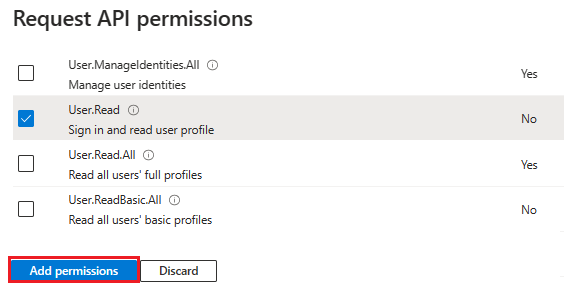 Request API permissions
User.ManageIdentities.All
Manage user identities
Yes
User.Read
Sign in and read user profile
No
User.Read.All
Read all users' full profiles
Yes
User.ReadBasic.All
Read all users' basic profiles
No
Add permissions Discard